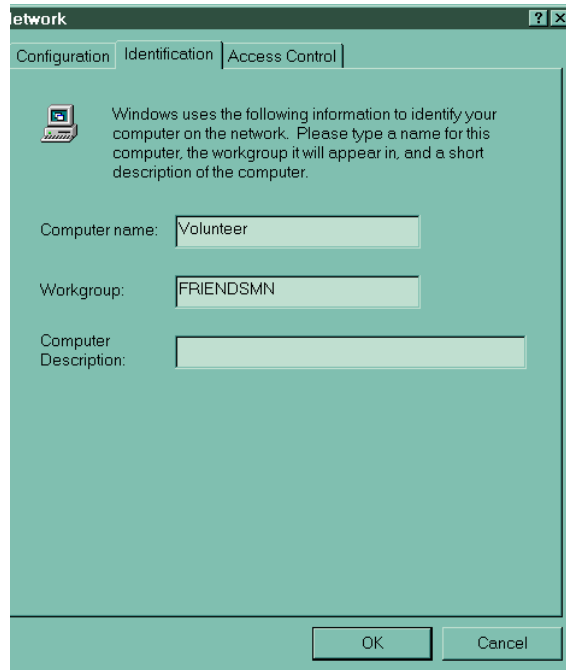 etwork ? X
Configuration Identification Access Control
Windows uses the following information to identify your
computer on the network. Please type a name for this
computer, the workgroup it will appear in, and a short
description of the computer.
Computer name: Volunteer
Workgroup: FRIENDSMN
Computer
Description:
OK Cancel